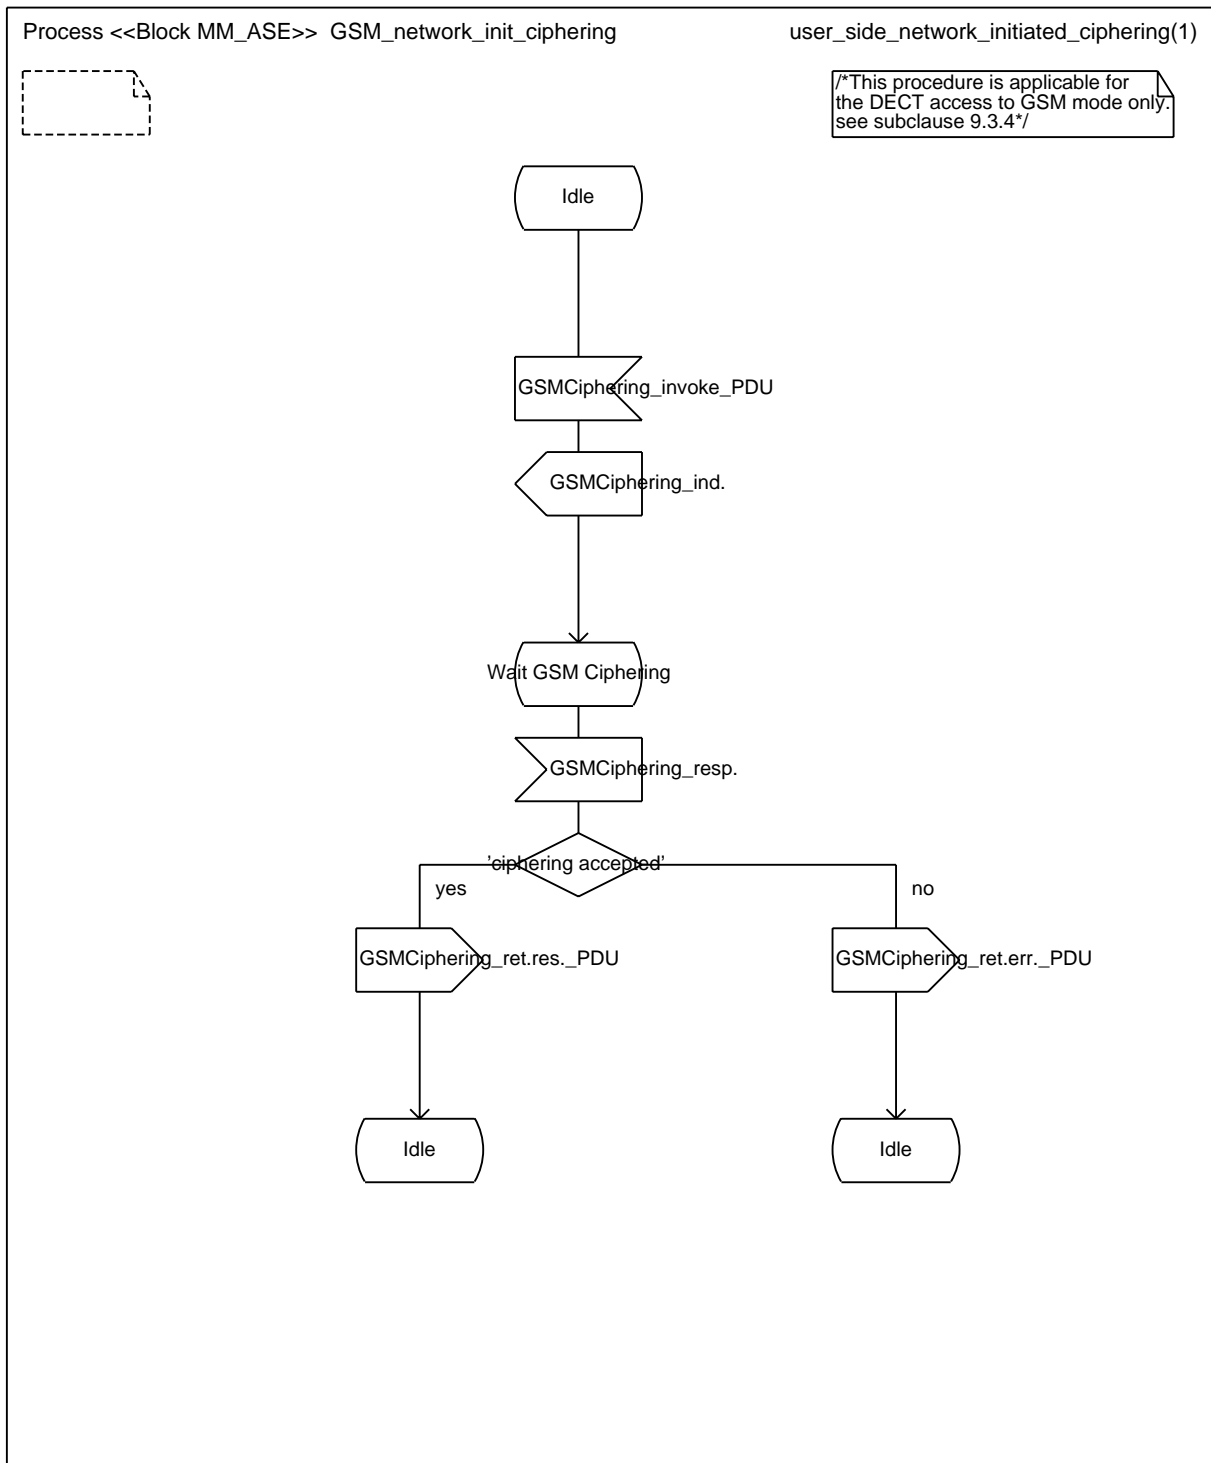 Process <<Block MM_ASE>> GSM_network_init_ciphering
user_side_network_initiated_ciphering(1)
/*This procedure is applicable for
the DECT access to GSM mode only.
see subclause 9.3.4*/
Idle
GSMCiphering_invoke_PDU
GSMCiphering_ind.
Wait GSM Ciphering
GSMCiphering_resp.
'ciphering accepted'
yes
no
GSMCiphering_ret.res._PDU
GSMCiphering_ret.err._PDU
Idle
Idle